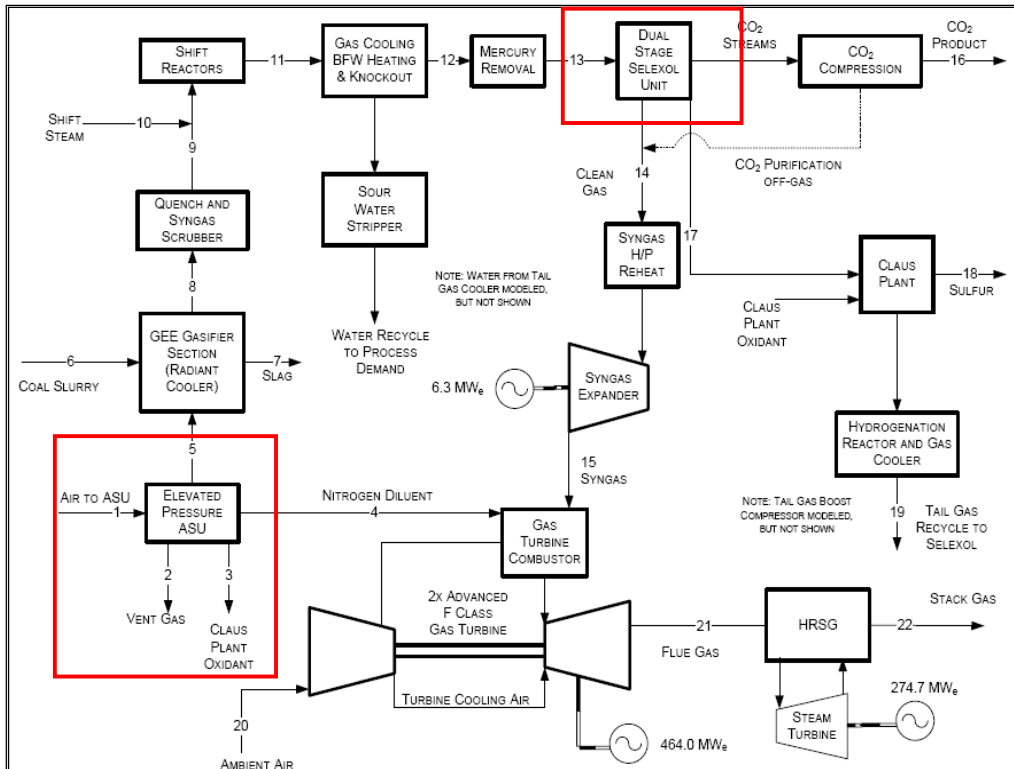 SHIFT
REACTORS
11
GAS COOLING
BFW HEATING
& KNOCKOUT
12
MERCURY
REMOVAL
13
DUAL
STAGE
SELEXOL
UNIT
CO2
STREAMS
CO2
COMPRESSION
CO2
PRODUCT
16
SHIFT
STEAM
10
9
CO2 PURIFICATION
OFF-GAS
CLEAN
GAS
14
QUENCH AND
SYNGAS
SCRUBBER
SOUR
WATER
STRIPPER
SYNGAS
H/P
REHEAT
17
CLAUS
PLANT
18
SULFUR
NOTE: WATER FROM TAIL
GAS COOLER MODELED,
BUT NOT SHOWN
CLAUS
PLANT
OXIDANT
8
WATER RECYCLE
TO PROCESS
DEMAND
6
COAL SLURRY
GEE GASIFIER
SECTION
(RADIANT
COOLER)
7
SLAG
6.3 MWe
SYNGAS
EXPANDER
HYDROGENATION
REACTOR AND GAS
COOLER
5
15
SYNGAS
AIR TO ASU
1
ELEVATED
PRESSURE
ASU
NITROGEN DILUENT
4
NOTE: TAIL GAS BOOST
COMPRESSOR MODELED,
BUT NOT SHOWN
19
TAIL GAS
RECYCLE TO
SELEXOL
GAS
TURBINE
COMBUSTOR
2
3
VENT GAS
CLAUS
PLANT
OXIDANT
2X ADVANCED
F CLASS
GAS TURBINE
21
FLUE GAS
HRSG
STACK GAS
22
TURBINE COOLING AIR
274.7 MWe
STEAM
TURBINE
20
464.0 MWe
AMBIENT AIR